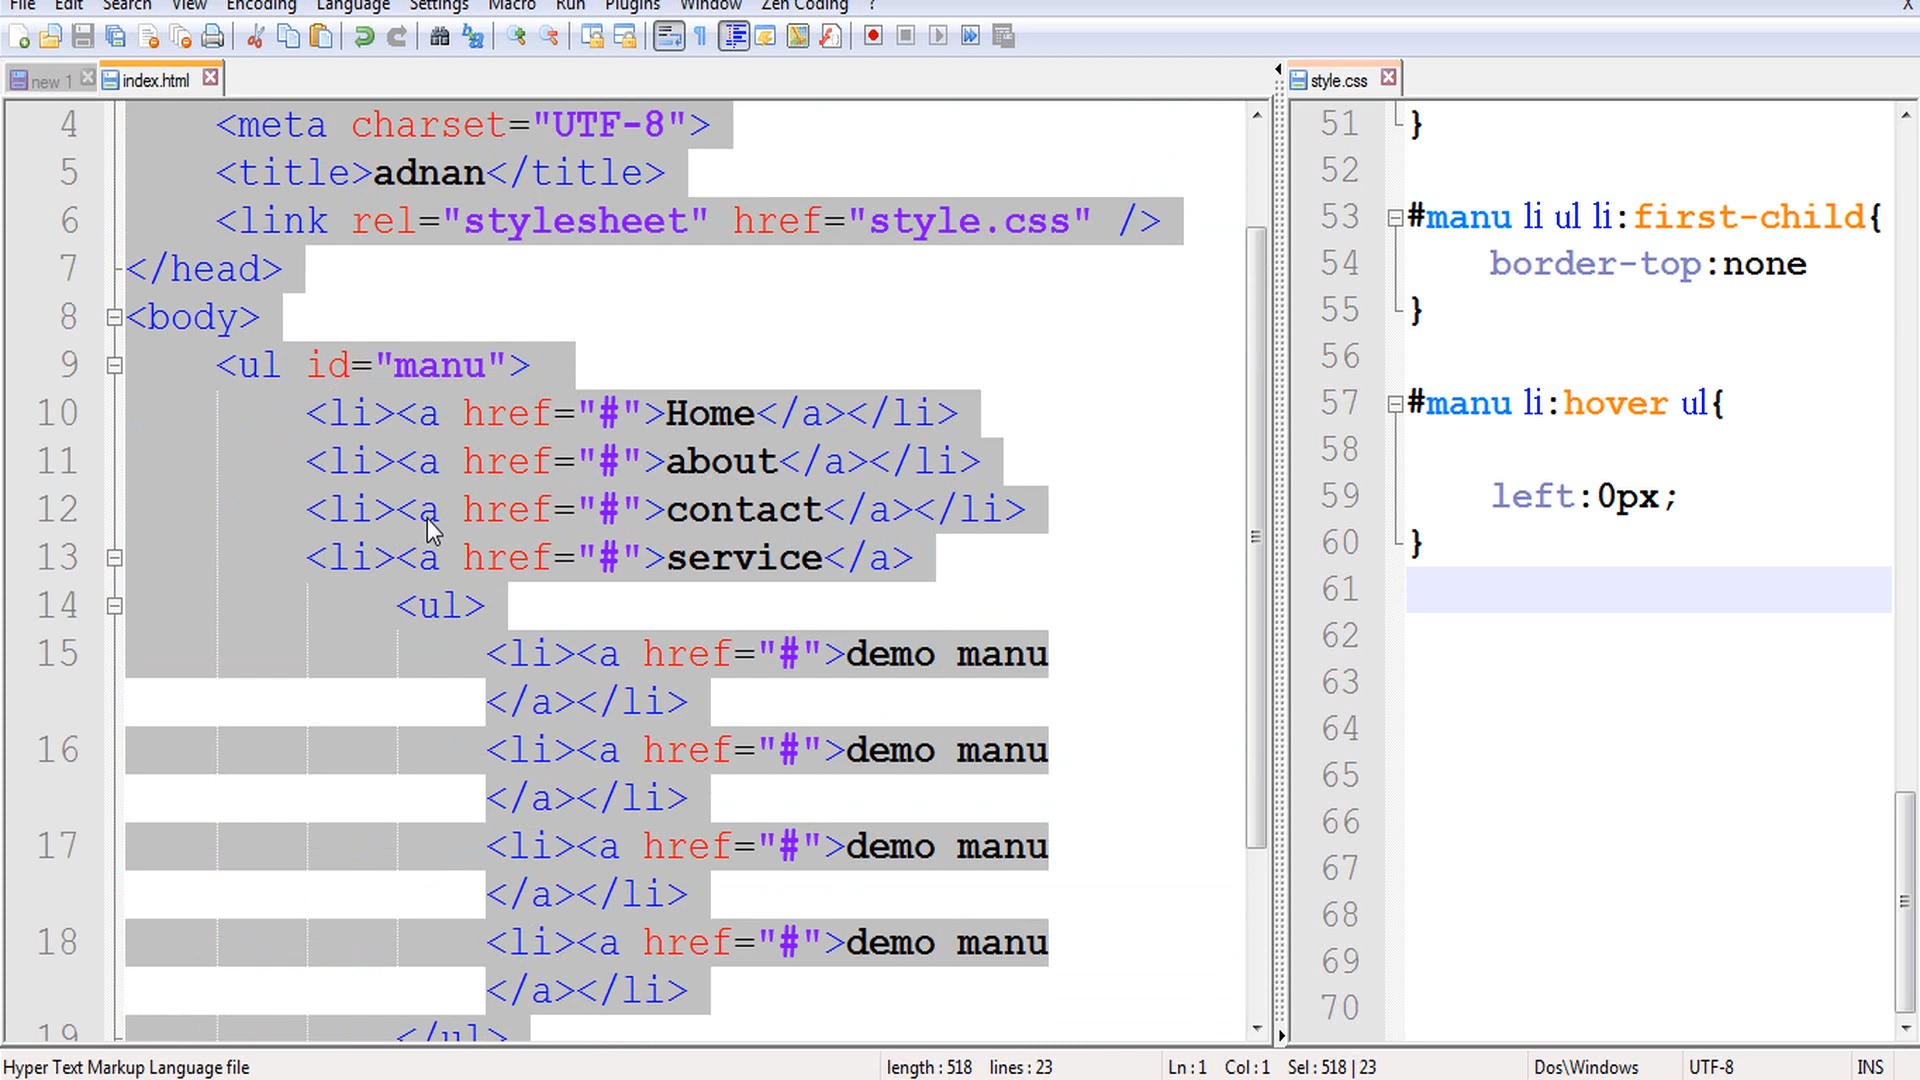 File Edit Search View Encoding Language Settings Macro Run Plugins Window Zen Coding ? X
new 1 index.html style.css
4 <meta charset="UTF-8">
5 <title>adnan</title>
6 <link rel="stylesheet" href="style.css" />
7 </head>
8 <body>
9 <ul id="manu">
10 <li><a href="#">Home</a></li>
11 <li><a href="#">about</a></li>
12 <li><a href="#">contact</a></li>
13 <li><a href="#">service</a>
14 <ul>
15 <li><a href="#">demo manu
</a></li>
16 <li><a href="#">demo manu
</a></li>
17 <li><a href="#">demo manu
</a></li>
18 <li><a href="#">demo manu
</a></li>
19 </ul>
51 }
52
53 #manu li ul li:first-child{
54 border-top:none
55 }
56
57 #manu li:hover ul{
58
59 left:0px;
60 }
61
62
63
64
65
66
67
68
69
70
Hyper Text Markup Language file length : 518 lines : 23 Ln : 1 Col : 1 Sel : 518 | 23 Dos\Windows UTF-8 INS